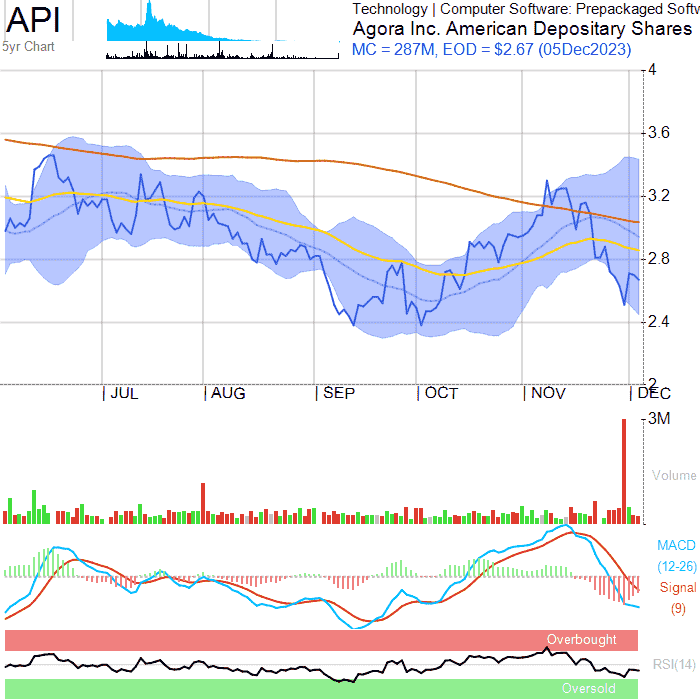 API
5yr Chart
Technology | Computer Software: Prepackaged Softw
Agora Inc. American Depositary Shares
MC = 287M, EOD = $2.67 (05Dec2023)
4
3.6
3.2
2.8
2.4
2
JUL AUG SEP OCT NOV DEC
3M
Volume
MACD
(12-26)
Signal
(9)
Overbought
RSI(14)
Oversold